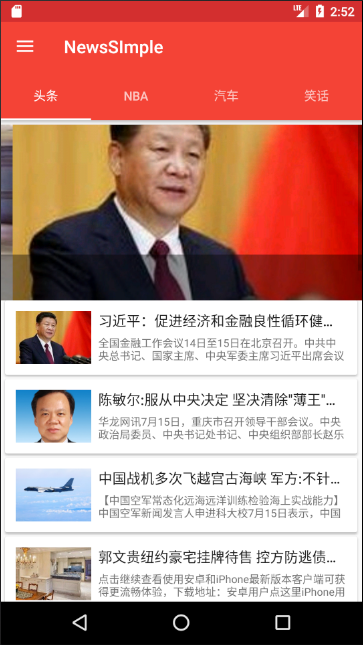 2:52
NewsSImple
头条 NBA 汽车 笑话
习近平：促进经济和金融良性循环健...
全国金融工作会议14日至15日在北京召开。中共中
央总书记、国家主席、中央军委主席习近平出席会议
陈敏尔:服从中央决定 坚决清除"薄王"...
华龙网讯7月15日，重庆市召开领导干部会议。中央
政治局委员、中央书记处书记、中央组织部部长赵乐
中国战机多次飞越宫古海峡 军方:不针...
【中国空军常态化远海远洋训练检验海上实战能力】
中国空军新闻发言人申进科大校7月15日表示，中国
郭文贵纽约豪宅挂牌待售 控方防逃债...
点击继续查看使用安卓和iPhone最新版本客户端可获
得更流畅体验，下载地址：安卓用户点这里iPhone用